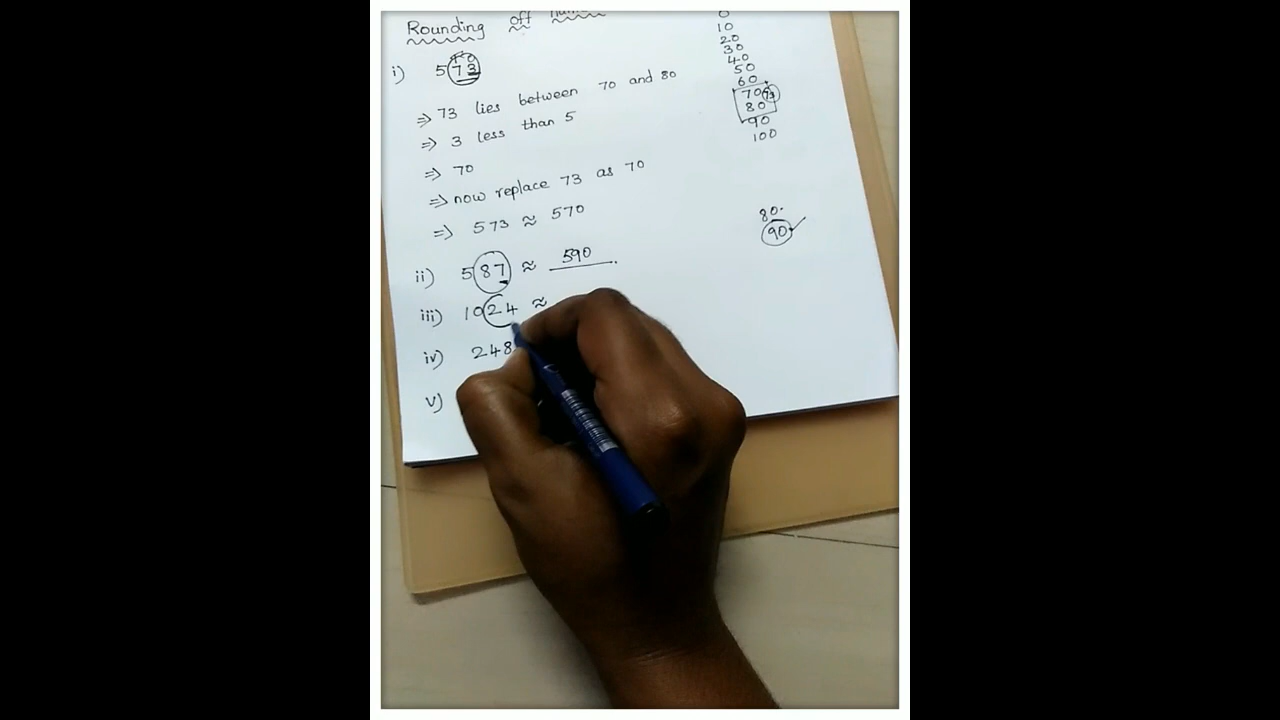 Rounding off
i) 573
70
⇒ 73 lies between 70 and 80
⇒ 3 less than 5
⇒ 70
⇒ now replace 73 as 70
⇒ 573 ≈ 570
ii) 587 ≈ 590
iii) 1024 ≈
iv) 248
v)
0
10
20
30
40
50
60
70 73
80
90
100
80.
90